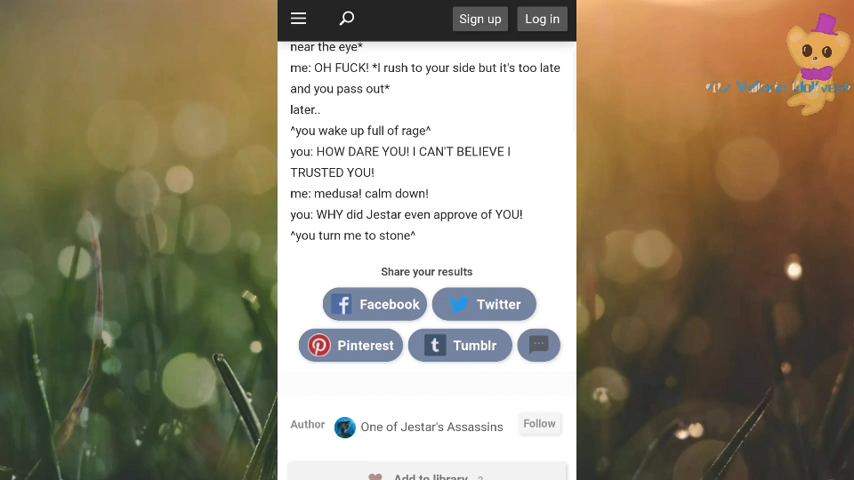 Sign up
Log in
near the eye*
me: OH FUCK! *I rush to your side but it's too late
and you pass out*
later..
^you wake up full of rage^
you: HOW DARE YOU! I CAN'T BELIEVE I
TRUSTED YOU!
me: medusa! calm down!
you: WHY did Jestar even approve of YOU!
^you turn me to stone^
Share your results
Facebook
Twitter
Pinterest
Tumblr
Author
One of Jestar's Assassins
Follow
Add to library